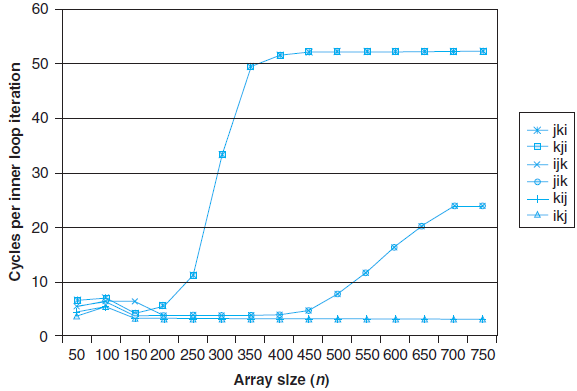 60
50
40
30
20
10
0
Cycles per inner loop iteration
50 100 150 200 250 300 350 400 450 500 550 600 650 700 750
Array size (n)
jki
kji
ijk
jik
kij
ikj